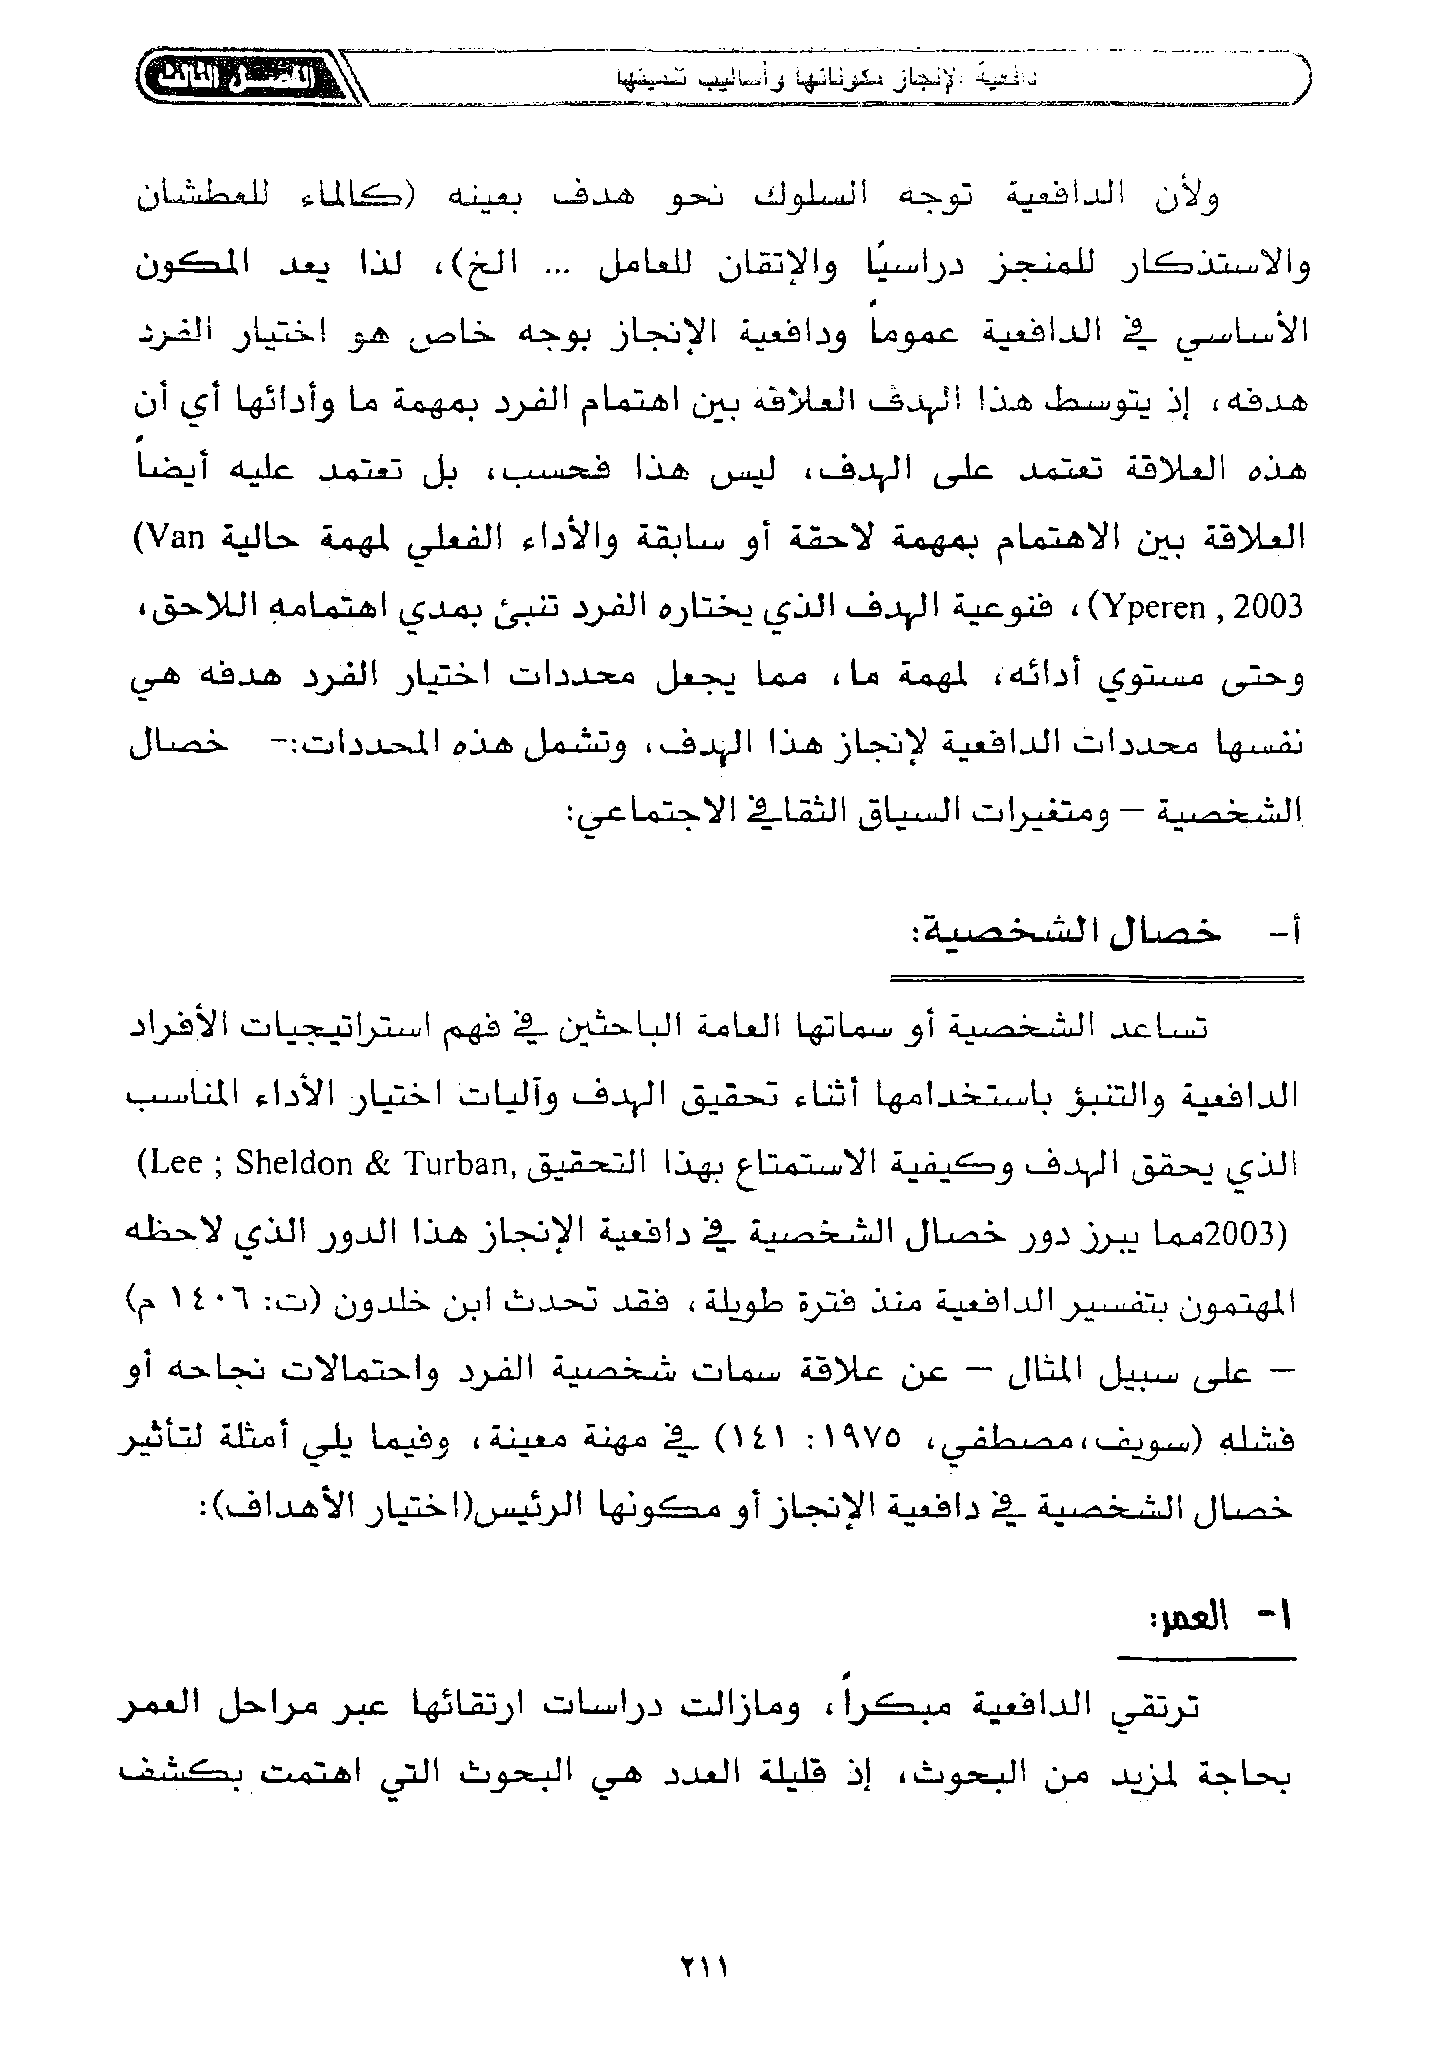 دافعية الإنجاز مكوناتها وأساليب تنميتها
الفصل الثالث
ولأن الدافعية توجه السلوك نحو هدف بعينه (كالماء للعطشان
والاستذكار للمنجز دراسيًا والإتقان للعامل ... الخ)، لذا يعد المكون
الأساسي في الدافعية عموماً ودافعية الإنجاز بوجه خاص هو اختيار الفرد
هدفه، إذ يتوسط هذا الهدف العلاقة بين اهتمام الفرد بمهمة ما وأدائها أي أن
هذه العلاقة تعتمد على الهدف، ليس هذا فحسب، بل تعتمد عليه أيضاً
العلاقة بين الاهتمام بمهمة لاحقة أو سابقة والأداء الفعلي لمهمة حالية (Van
Yperen , 2003)، فنوعية الهدف الذي يختاره الفرد تنبئ بمدي اهتمامه اللاحق،
وحتى مستوي أدائه، لمهمة ما، مما يجعل محددات اختيار الفرد هدفه هي
نفسها محددات الدافعية لإنجاز هذا الهدف، وتشمل هذه المحددات:- خصال
الشخصية – ومتغيرات السياق الثقافي الاجتماعي:
أ- خصال الشخصية:
تساعد الشخصية أو سماتها العامة الباحثين في فهم استراتيجيات الأفراد
الدافعية والتنبؤ باستخدامها أثناء تحقيق الهدف وآليات اختيار الأداء المناسب
الذي يحقق الهدف وكيفية الاستمتاع بهذا التحقيق (Lee ; Sheldon & Turban,
2003)مما يبرز دور خصال الشخصية في دافعية الإنجاز هذا الدور الذي لاحظه
المهتمون بتفسير الدافعية منذ فترة طويلة، فقد تحدث ابن خلدون (ت: ١٤٠٦ م)
– على سبيل المثال – عن علاقة سمات شخصية الفرد واحتمالات نجاحه أو
فشله (سويف،مصطفي، ١٩٧٥: ١٤١) في مهنة معينة، وفيما يلي أمثلة لتأثير
خصال الشخصية في دافعية الإنجاز أو مكونها الرئيس(اختيار الأهداف):
١- العمر:
ترتقي الدافعية مبكراً، ومازالت دراسات ارتقائها عبر مراحل العمر
بحاجة لمزيد من البحوث، إذ قليلة العدد هي البحوث التي اهتمت بكشف
٢١١